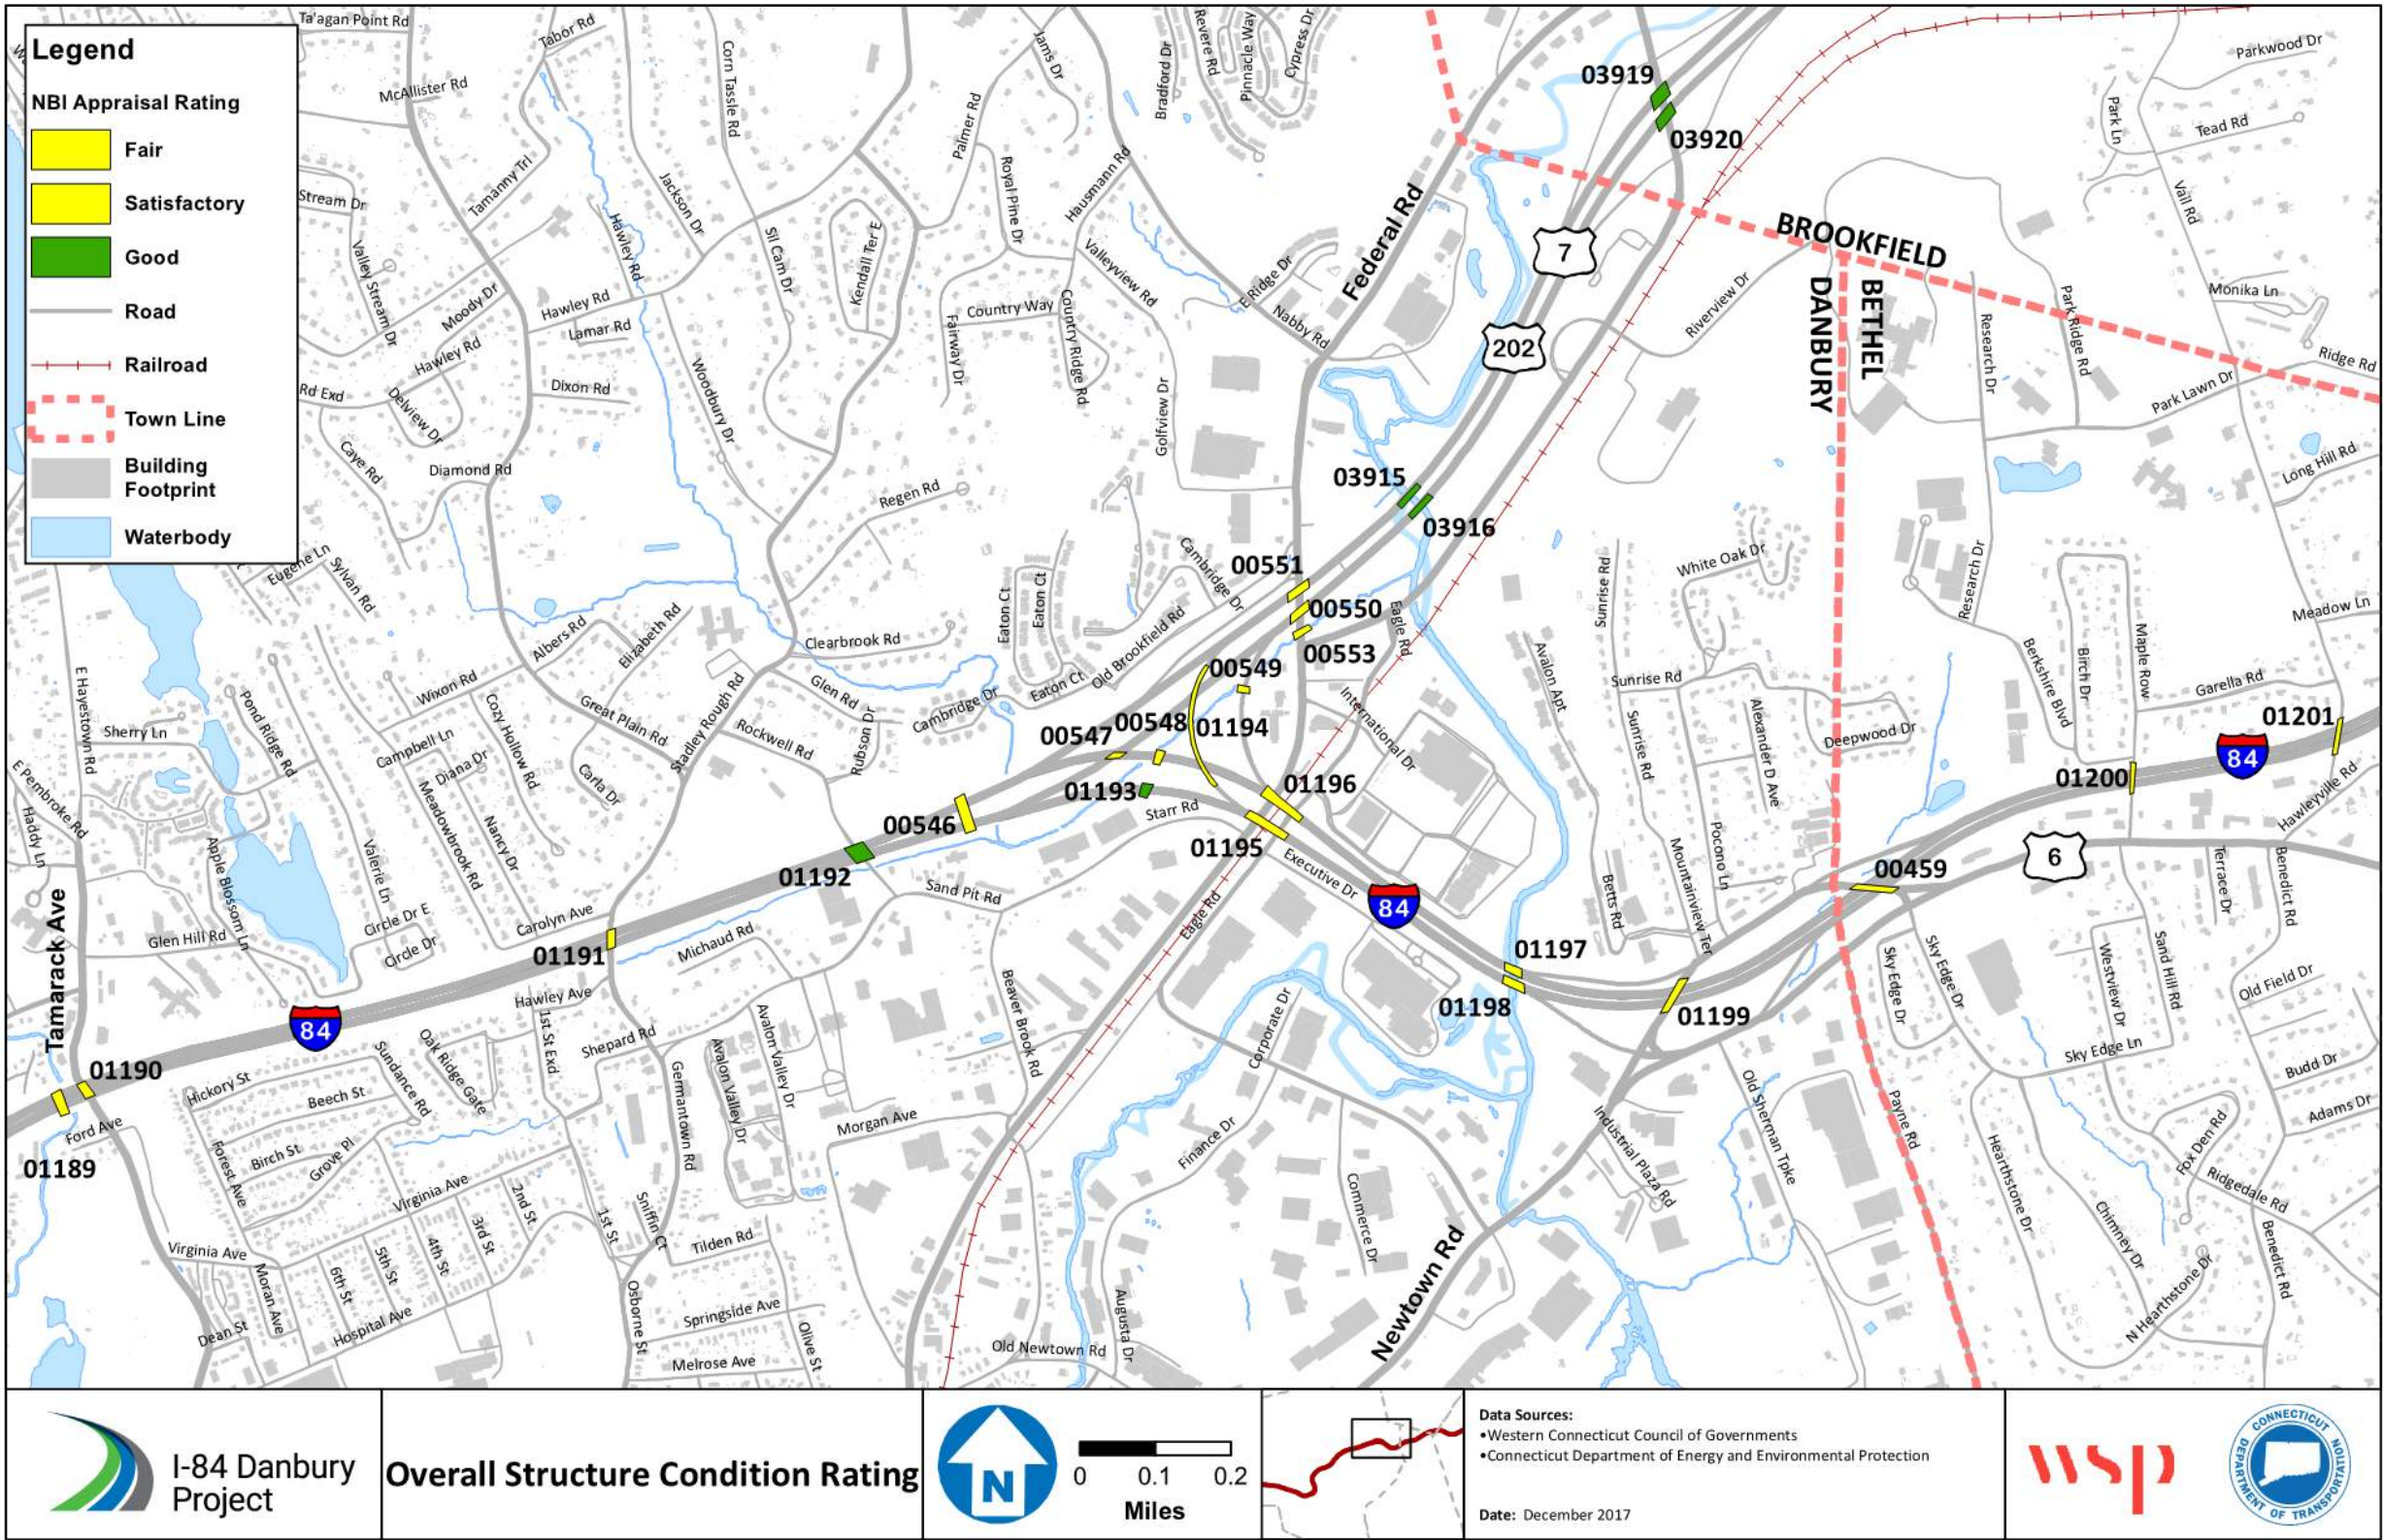 Legend
NBI Appraisal Rating
Fair
Satisfactory
Good
Road
Railroad
Town Line
Building
Footprint
Waterbody
Ta'agan Point Rd
Tabor Rd
McAllister Rd
Corn Tassle Rd
Jams Dr
Palmer Rd
Bradford Dr
Revere Rd
Pinnacle Way
Cypress Dr
Parkwood Dr
Park Ln
Tead Rd
Vail Rd
03919
03920
Tamanny Trl
Stream Dr
Jackson Dr
Hawley Rd
Valley Stream Dr
Moody Dr
Hawley Rd
Lamar Rd
Hawley Rd
Dixon Rd
Rd Exd
Delview Dr
Caye Rd
Diamond Rd
Sil Cam Dr
Kendall Ter E
Woodbury Dr
Royal Pine Dr
Hausmann Rd
Valleyview Rd
Country Way
Country Ridge Rd
Fairway Dr
Golfview Dr
E Ridge Dr
Nabby Rd
Federal Rd
7
202
Riverview Dr
BROOKFIELD
DANBURY
BETHEL
Research Dr
Park Ridge Rd
Monika Ln
Ridge Rd
Park Lawn Dr
Long Hill Rd
Regen Rd
03915
03916
00551
00550
00553
00549
00548
00547
01194
01193
01196
01195
00546
01192
Cambridge Dr
Eaton Ct
Eaton Ct
Old Brookfield Rd
Eaton Ct
Cambridge Dr
Clearbrook Rd
Glen Rd
Rubson Dr
Rockwell Rd
Stadley Rough Rd
Great Plain Rd
Elizabeth Rd
Albers Rd
Wixon Rd
Eugene Ln
Sylvan Rd
Cozy Hollow Rd
Campbell Ln
Diana Dr
Carla Dr
Meadowbrook Rd
Nancy Dr
Pond Ridge Rd
Sherry Ln
E Hayestown Rd
E Pembroke Rd
Haddy Ln
Apple Blossom Ln
Valerie Ln
Circle Dr E
Circle Dr
Glen Hill Rd
Carolyn Ave
01191
Michaud Rd
Hawley Ave
Tamarack Ave
84
01190
01189
Ford Ave
Eagle Rd
International Dr
Starr Rd
Sand Pit Rd
Executive Dr
Eagle Rd
84
Avalon Apt
Sunrise Rd
White Oak Dr
Sunrise Rd
Sunrise Rd
Alexander D Ave
Deepwood Dr
Pocono Ln
Mountainview Ter
Betts Rd
Research Dr
Berkshire Blvd
Birch Dr
Maple Row
Meadow Ln
Garella Rd
01201
84
01200
Hawleyville Rd
6
00459
Terrace Dr
Benedict Rd
01197
01198
01199
Sky Edge Dr
Sky Edge Dr
Westview Dr
Sand Hill Rd
Old Field Dr
Sky Edge Ln
Budd Dr
Adams Dr
Fox Den Rd
Ridgedale Rd
Benedict Rd
Hearthstone Dr
Chimney Dr
N Hearthstone Dr
Payne Rd
Old Sherman Tpke
Industrial Plaza Rd
Newtown Rd
Commerce Dr
Finance Dr
Corporate Dr
Beaver Brook Rd
Morgan Ave
Augusta Dr
Old Newtown Rd
Hickory St
Beech St
Birch St
Grove Pl
Forest Ave
Sundance Rd
Oak Ridge Gate
1st St Exd
Shepard Rd
Germantown Rd
Avalon Valley Dr
Avalon Valley Dr
Virginia Ave
Virginia Ave
Moran Ave
Dean St
Hospital Ave
6th St
5th St
4th St
3rd St
2nd St
1st St
Sniffin Ct
Tilden Rd
Osborne St
Springside Ave
Melrose Ave
Olive St
I-84 Danbury
Project
Overall Structure Condition Rating
N
0 0.1 0.2
Miles
Data Sources:
•Western Connecticut Council of Governments
•Connecticut Department of Energy and Environmental Protection
Date: December 2017
wsp
CONNECTICUT
DEPARTMENT OF TRANSPORTATION